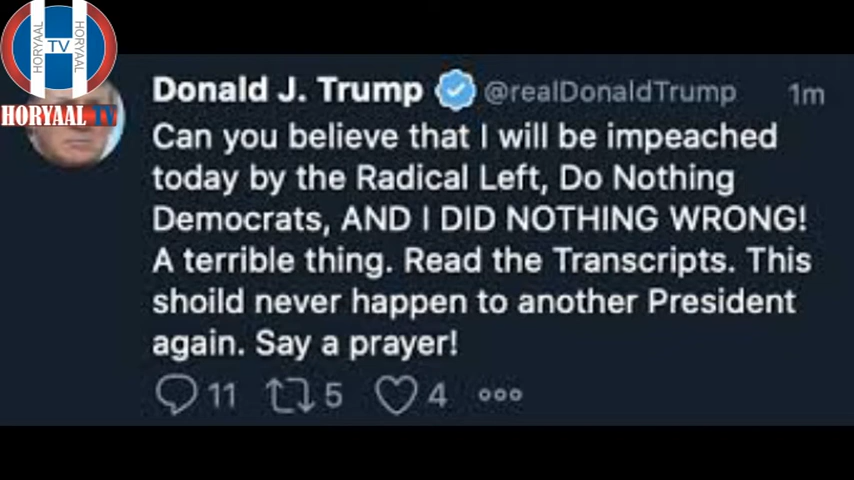 HORYAAL
TV
HORYAAL
HORYAAL TV
Donald J. Trump @realDonaldTrump 1m
Can you believe that I will be impeached
today by the Radical Left, Do Nothing
Democrats, AND I DID NOTHING WRONG!
A terrible thing. Read the Transcripts. This
shoild never happen to another President
again. Say a prayer!
11 5 4